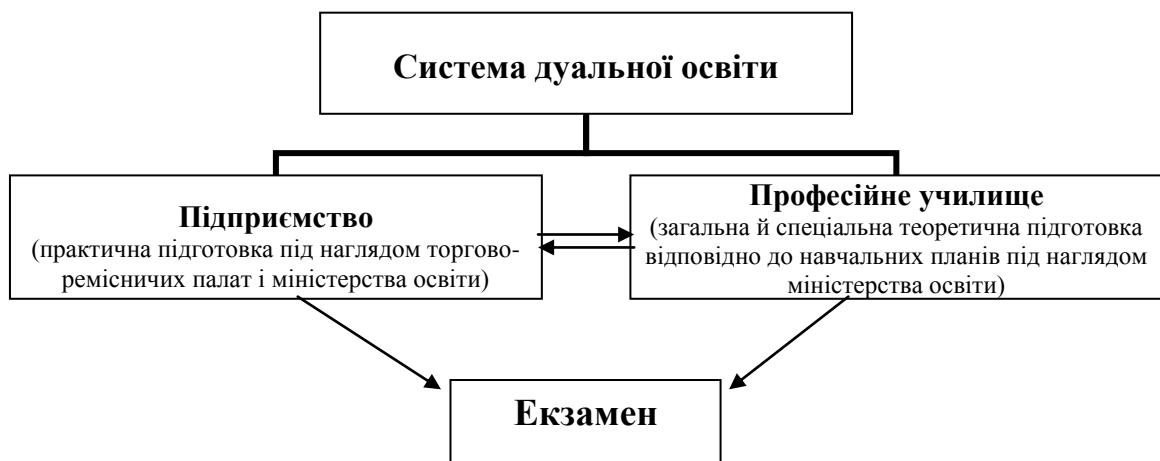 Система дуальної освіти
Підприємство
(практична підготовка під наглядом торгово-
ремісничих палат і міністерства освіти)
Професійне училище
(загальна й спеціальна теоретична підготовка
відповідно до навчальних планів під наглядом
міністерства освіти)
Екзамен